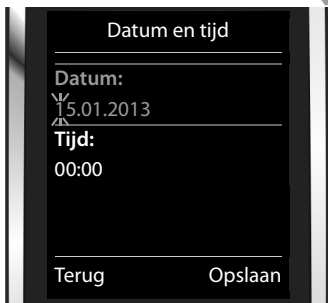 Datum en tijd
Datum:
15.01.2013
Tijd:
00:00
Terug Opslaan